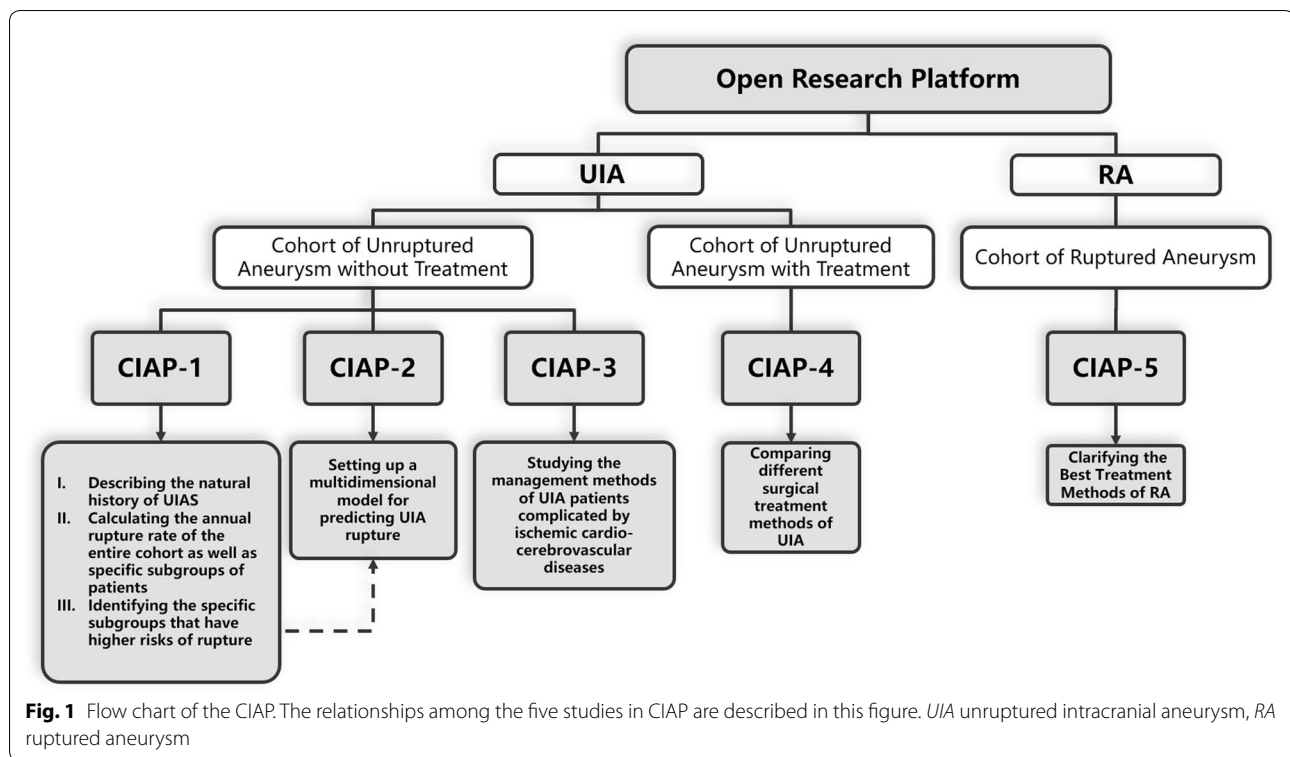 Open Research Platform
UIA
RA
Cohort of Unruptured
Aneurysm without Treatment
Cohort of Unruptured
Aneurysm with Treatment
Cohort of Ruptured Aneurysm
CIAP-1
CIAP-2
CIAP-3
CIAP-4
CIAP-5
I. Describing the natural
history of UIAS
II. Calculating the annual
rupture rate of the
entire cohort as well as
specific subgroups of
patients
III. Identifying the specific
subgroups that have
higher risks of rupture
Setting up a
multidimensional
model for
predicting UIA
rupture
Studying the
management methods
of UIA patients
complicated by
ischemic cardio-
cerebrovascular
diseases
Comparing
different
surgical
treatment
methods of
UIA
Clarifying the
Best Treatment
Methods of RA
Fig. 1 Flow chart of the CIAP. The relationships among the five studies in CIAP are described in this figure. UIA unruptured intracranial aneurysm, RA
ruptured aneurysm